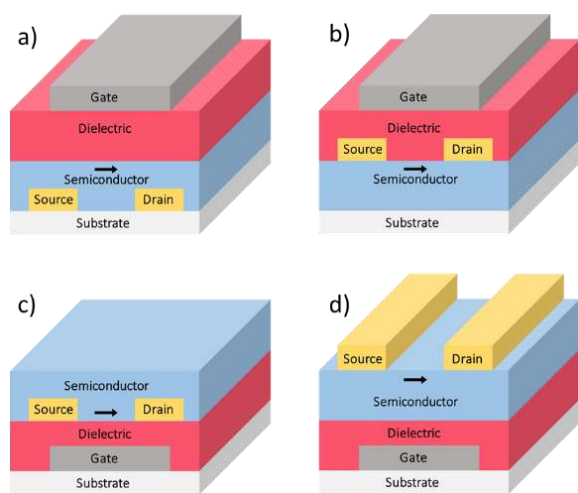 a)
Gate
Dielectric
Semiconductor
Source Drain
Substrate
b)
Gate
Dielectric
Source Drain
Semiconductor
Substrate
c)
Semiconductor
Source Drain
Dielectric
Gate
Substrate
d)
Source Drain
Semiconductor
Dielectric
Gate
Substrate